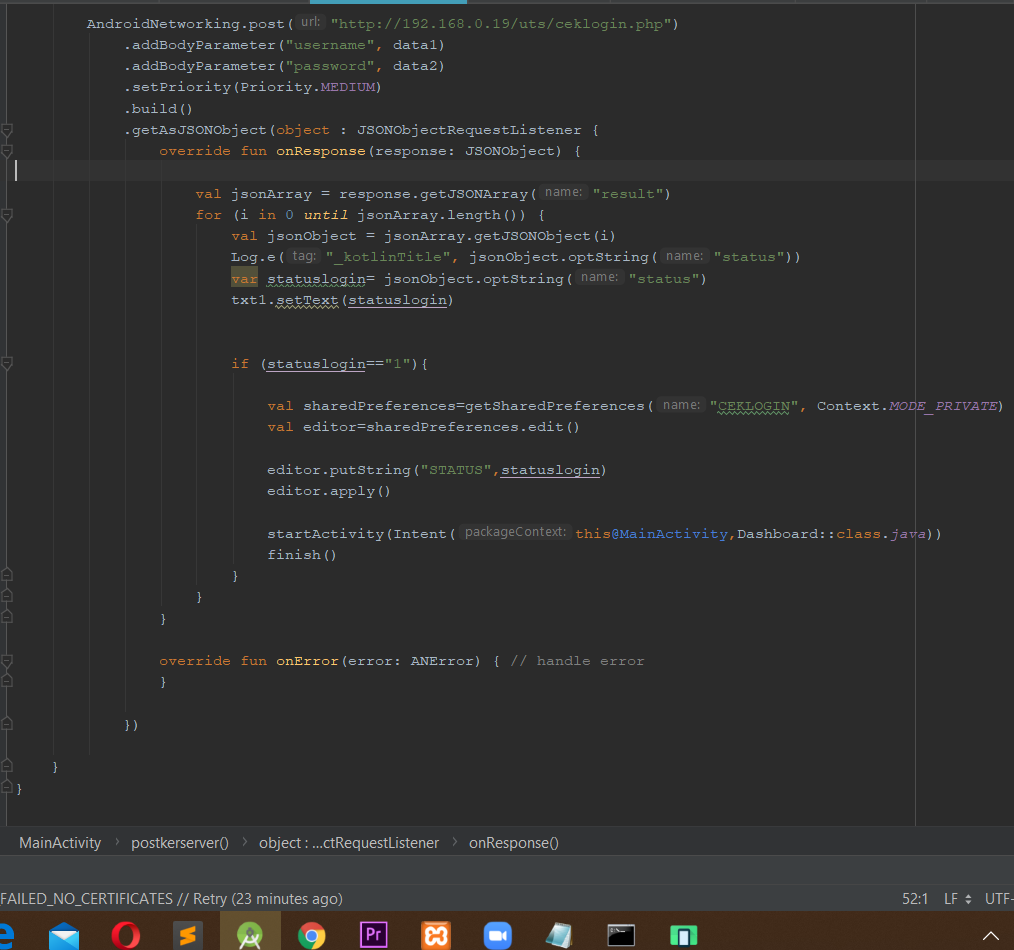 AndroidNetworking.post( url: "http://192.168.0.19/uts/ceklogin.php")
.addBodyParameter("username", data1)
.addBodyParameter("password", data2)
.setPriority(Priority.MEDIUM)
.build()
.getAsJSONObject(object : JSONObjectRequestListener {
override fun onResponse(response: JSONObject) {
val jsonArray = response.getJSONArray( name: "result")
for (i in 0 until jsonArray.length()) {
val jsonObject = jsonArray.getJSONObject(i)
Log.e( tag: "_kotlinTitle", jsonObject.optString( name: "status"))
var statuslogin= jsonObject.optString( name: "status")
txt1.setText(statuslogin)
if (statuslogin=="1"){
val sharedPreferences=getSharedPreferences( name: "CEKLOGIN", Context.MODE_PRIVATE)
val editor=sharedPreferences.edit()
editor.putString("STATUS",statuslogin)
editor.apply()
startActivity(Intent( packageContext: this@MainActivity,Dashboard::class.java))
finish()
}
}
}
override fun onError(error: ANError) { // handle error
}
})
}
}
MainActivity › postkerserver() › object : ...ctRequestListener › onResponse()
FAILED_NO_CERTIFICATES // Retry (23 minutes ago) 52:1 LF UTF-
Pr